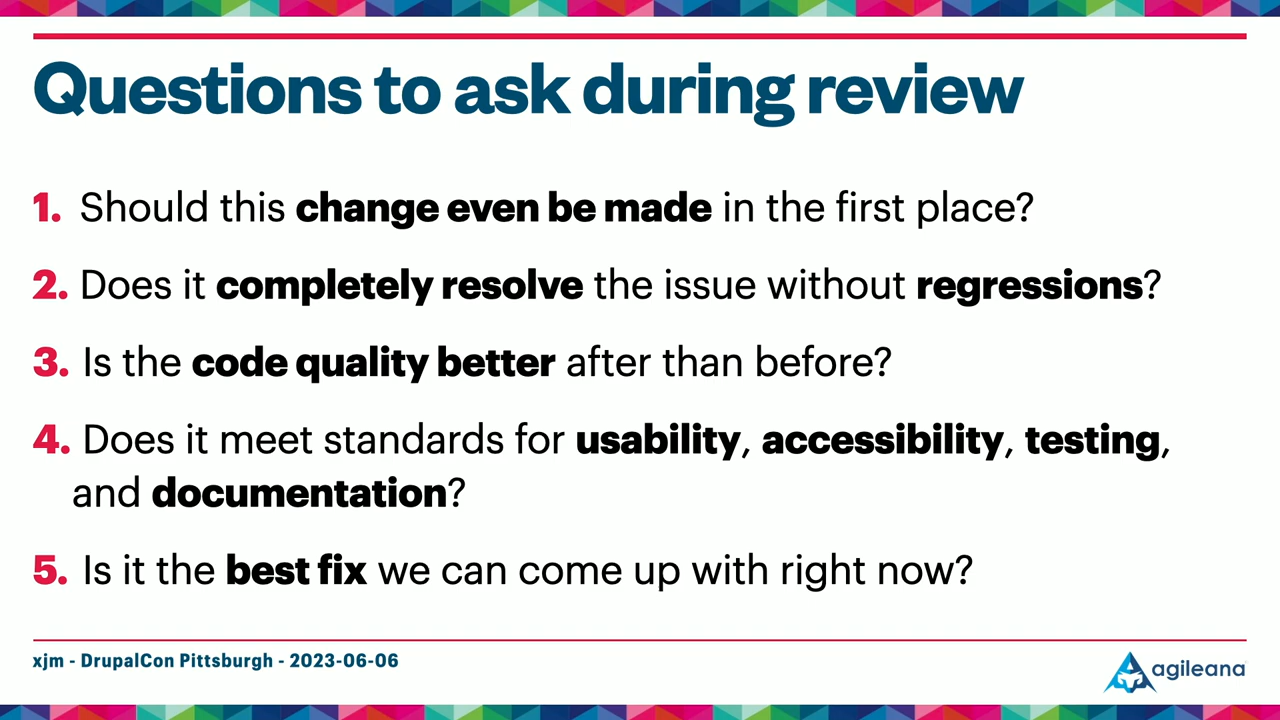 Questions to ask during review
1. Should this change even be made in the first place?
2. Does it completely resolve the issue without regressions?
3. Is the code quality better after than before?
4. Does it meet standards for usability, accessibility, testing,
and documentation?
5. Is it the best fix we can come up with right now?
xjm - DrupalCon Pittsburgh - 2023-06-06
agileana